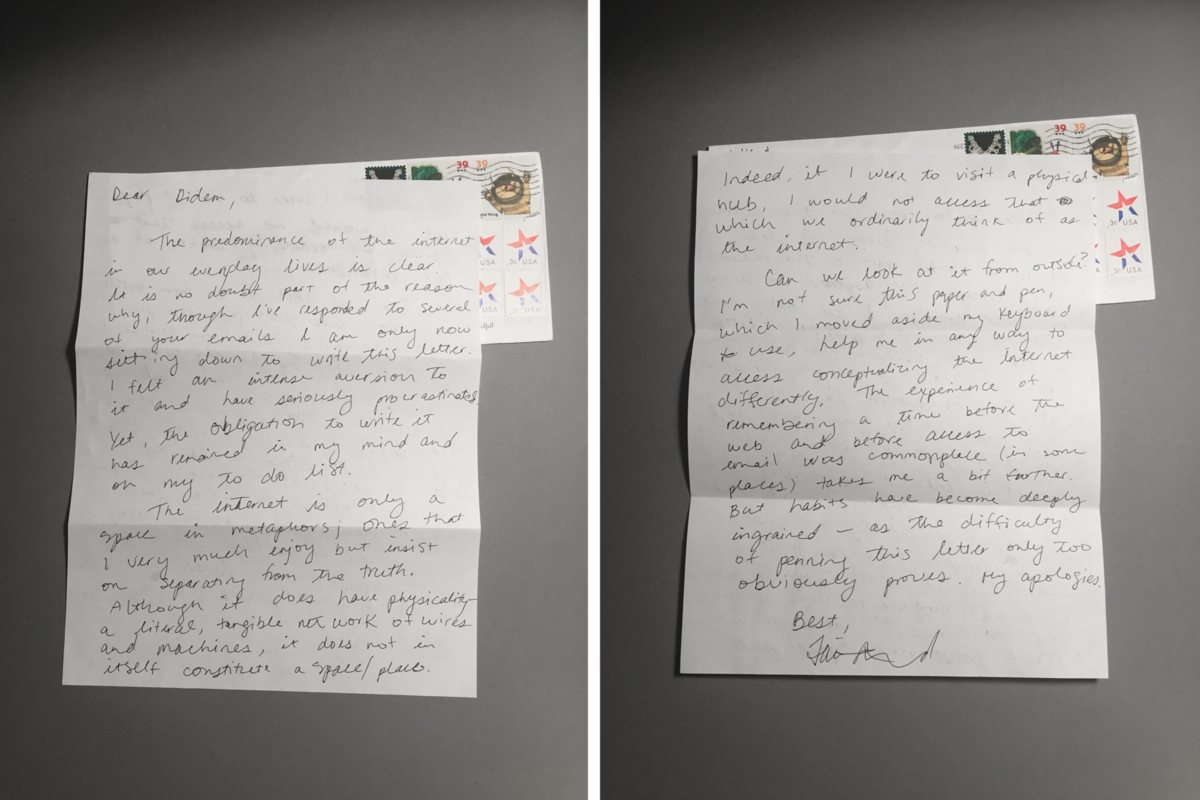 Dear Didem,
The predominance of the internet
in our everyday lives is clear.
It is no doubt part of the reason
why, though I've responded to several
of your emails I am only now
sitting down to write this letter.
I felt an intense aversion to
it and have seriously procrastinated.
Yet, the obligation to write it
has remained in my mind and
on my to do list.
The internet is only a
space in metaphors; ones that
I very much enjoy but insist
on separating from the truth.
Although it does have physicality—
a literal, tangible network of wires
and machines, it does not in
itself constitute a space/place.
39 39
USA
USA
USA
Indeed, if I were to visit a physical
hub, I would not access that
which we ordinarily think of as
the internet.
Can we look at it from outside?
I'm not sure this paper and pen,
which I moved aside my keyboard
to use, help me in any way to
access conceptualizing the Internet
differently. The experience of
remembering a time before the
web and before access to
email was commonplace (in some
places) takes me a bit farther.
But habits have become deeply
ingrained — as the difficulty
of penning this letter only too
obviously proves. My apologies.
Best,
39 39
USA
USA